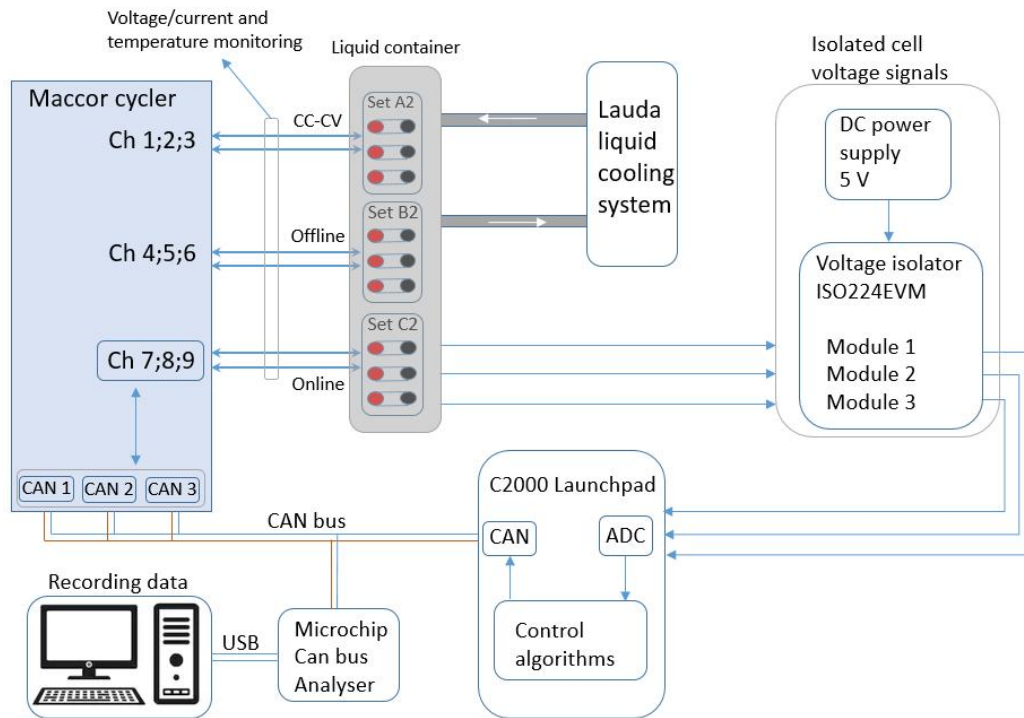 Voltage/current and
temperature monitoring
Liquid container
Isolated cell
voltage signals
Maccor cycler
Ch 1;2;3
CC-CV
Set A2
Lauda
liquid
cooling
system
DC power
supply
5 V
Ch 4;5;6
Offline
Set B2
Voltage isolator
ISO224EVM
Module 1
Module 2
Module 3
Ch 7;8;9
Online
Set C2
CAN 1
CAN 2
CAN 3
CAN bus
C2000 Launchpad
CAN
ADC
Control
algorithms
Recording data
USB
Microchip
Can bus
Analyser